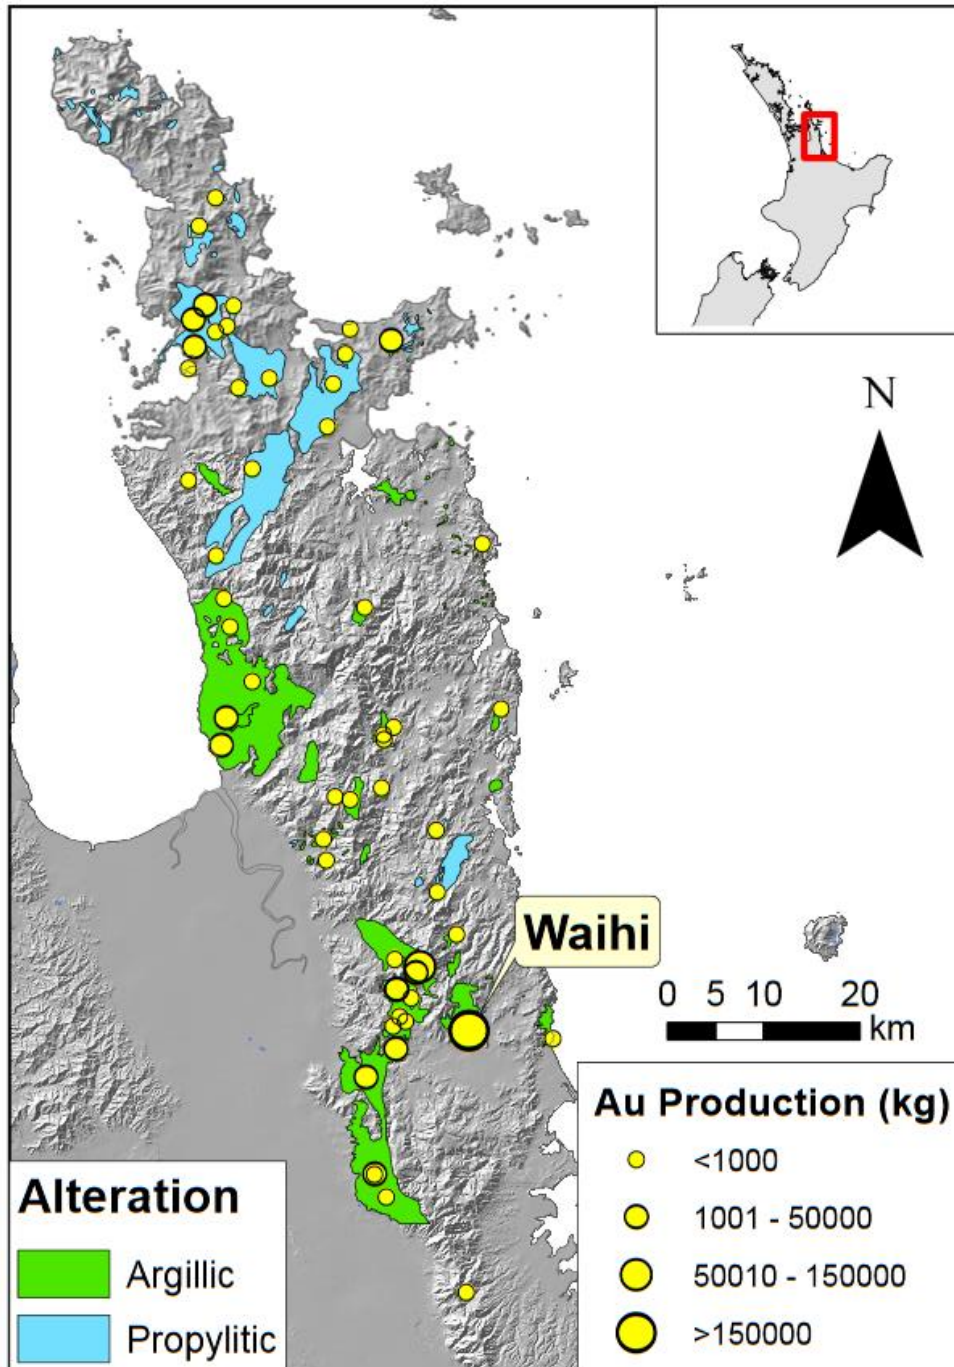 N
Waihi
0 5 10 20
km
Au Production (kg)
<1000
1001 - 50000
50010 - 150000
>150000
Alteration
Argillic
Propylitic